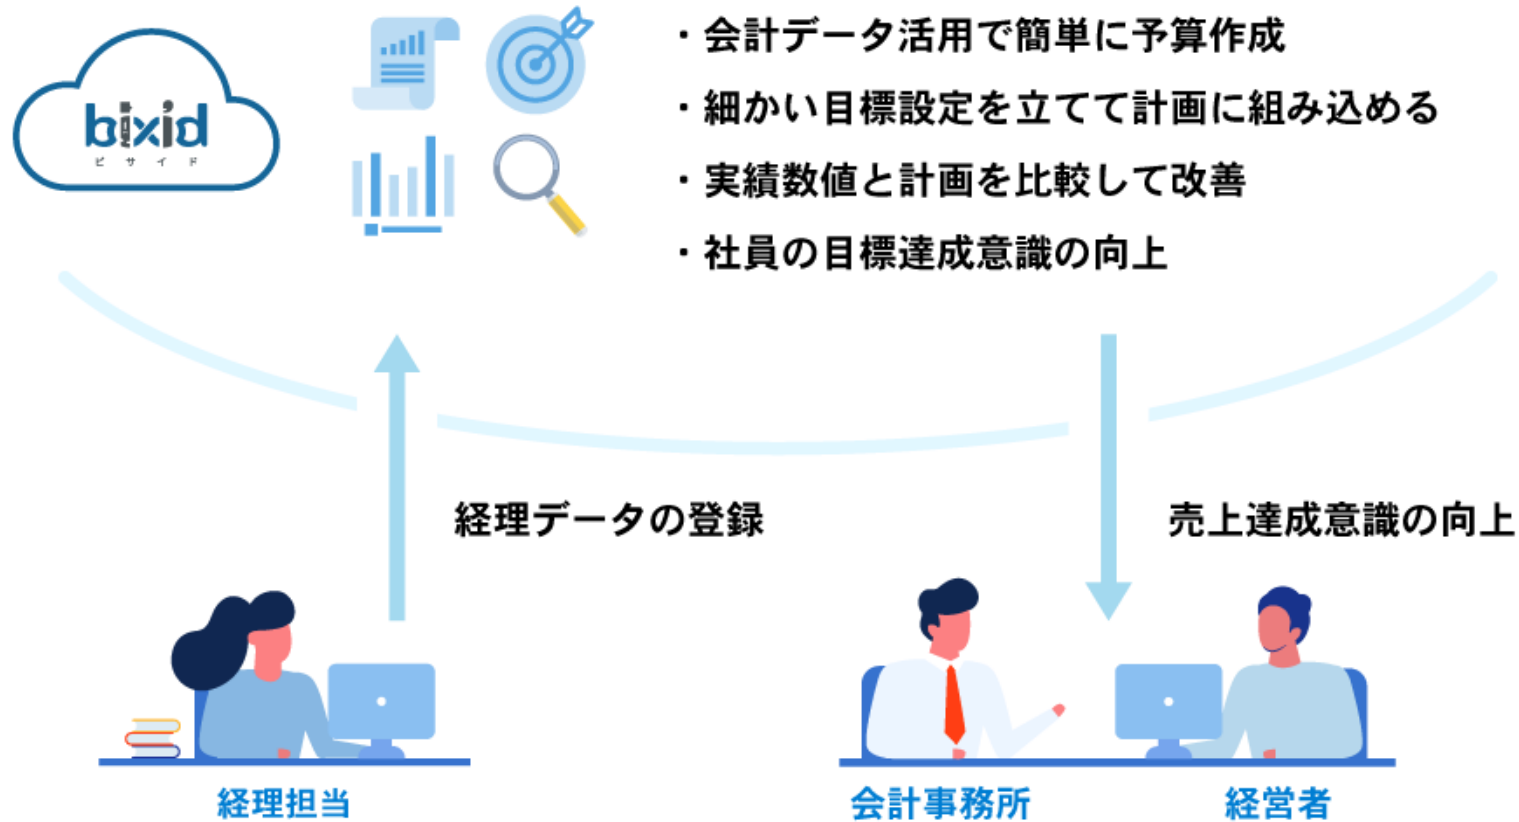 bixid
ビサイド
・会計データ活用で簡単に予算作成
・細かい目標設定を立てて計画に組み込める
・実績数値と計画を比較して改善
・社員の目標達成意識の向上
経理データの登録
売上達成意識の向上
経理担当
会計事務所
経営者